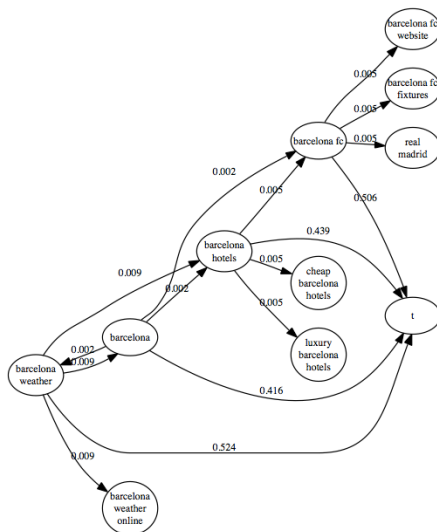 barcelona fc
website
0.005
barcelona fc
fixtures
0.005
barcelona fc
0.005
real
madrid
0.002
0.506
0.005
barcelona
hotels
0.439
0.009
0.005
cheap
barcelona
hotels
0.002
0.005
t
barcelona
0.002
luxury
barcelona
hotels
0.009
barcelona
weather
0.416
0.524
0.009
barcelona
weather
online